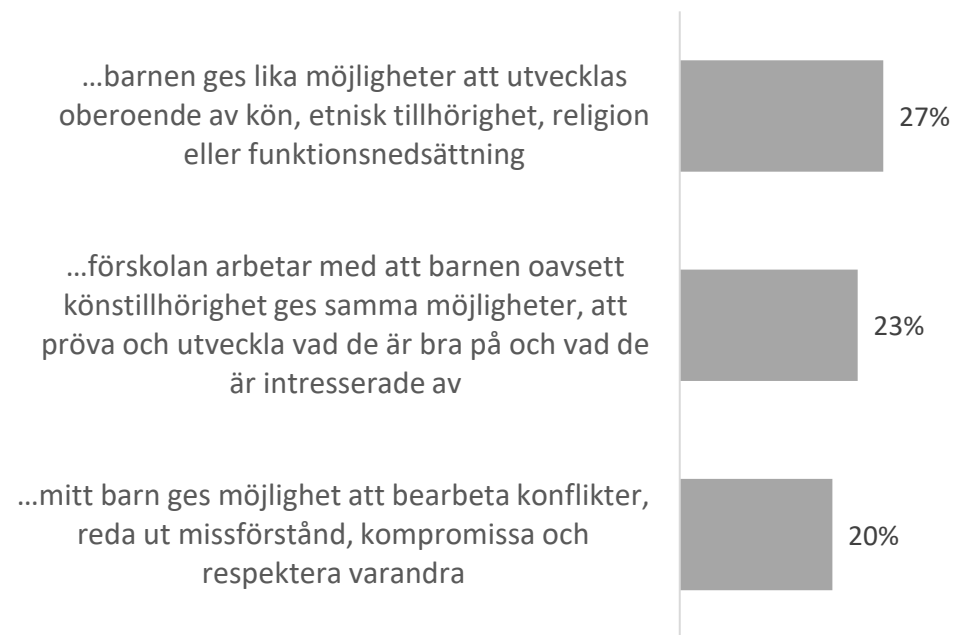 …barnen ges lika möjligheter att utvecklas
oberoende av kön, etnisk tillhörighet, religion
eller funktionsnedsättning
27%
…förskolan arbetar med att barnen oavsett
könstillhörighet ges samma möjligheter, att
pröva och utveckla vad de är bra på och vad de
är intresserade av
23%
…mitt barn ges möjlighet att bearbeta konflikter,
reda ut missförstånd, kompromissa och
respektera varandra
20%